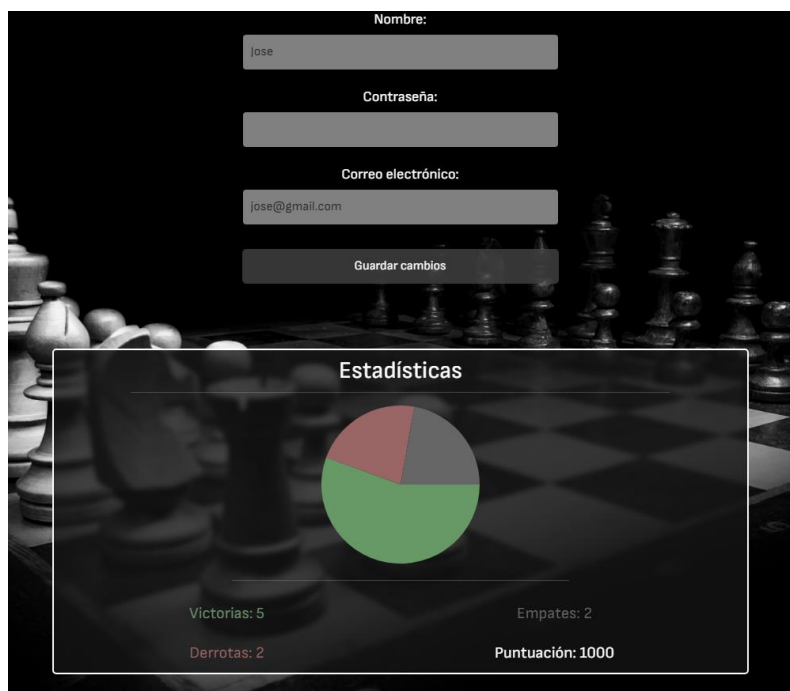 Nombre:
Jose
Contraseña:
Correo electrónico:
jose@gmail.com
Guardar cambios
Estadísticas
Victorias: 5
Empates: 2
Derrotas: 2
Puntuación: 1000